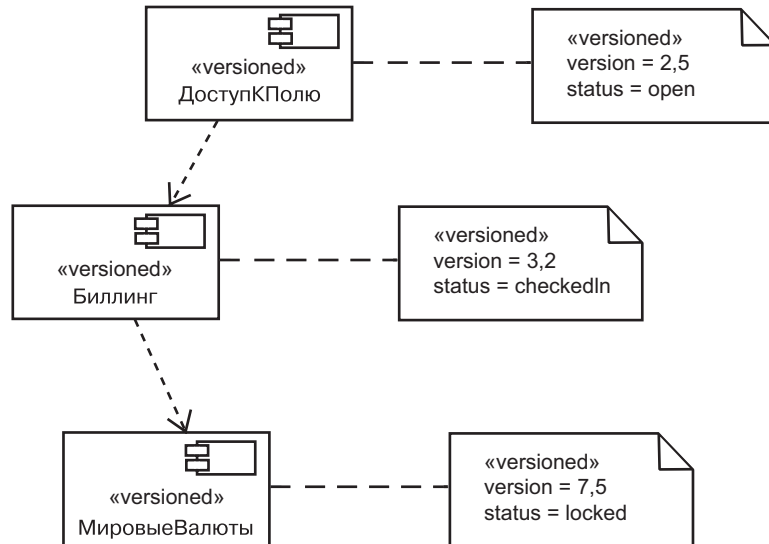 «versioned»
ДоступКПолю
«versioned»
version = 2,5
status = open
«versioned»
Биллинг
«versioned»
version = 3,2
status = checkedIn
«versioned»
МировыеВалюты
«versioned»
version = 7,5
status = locked